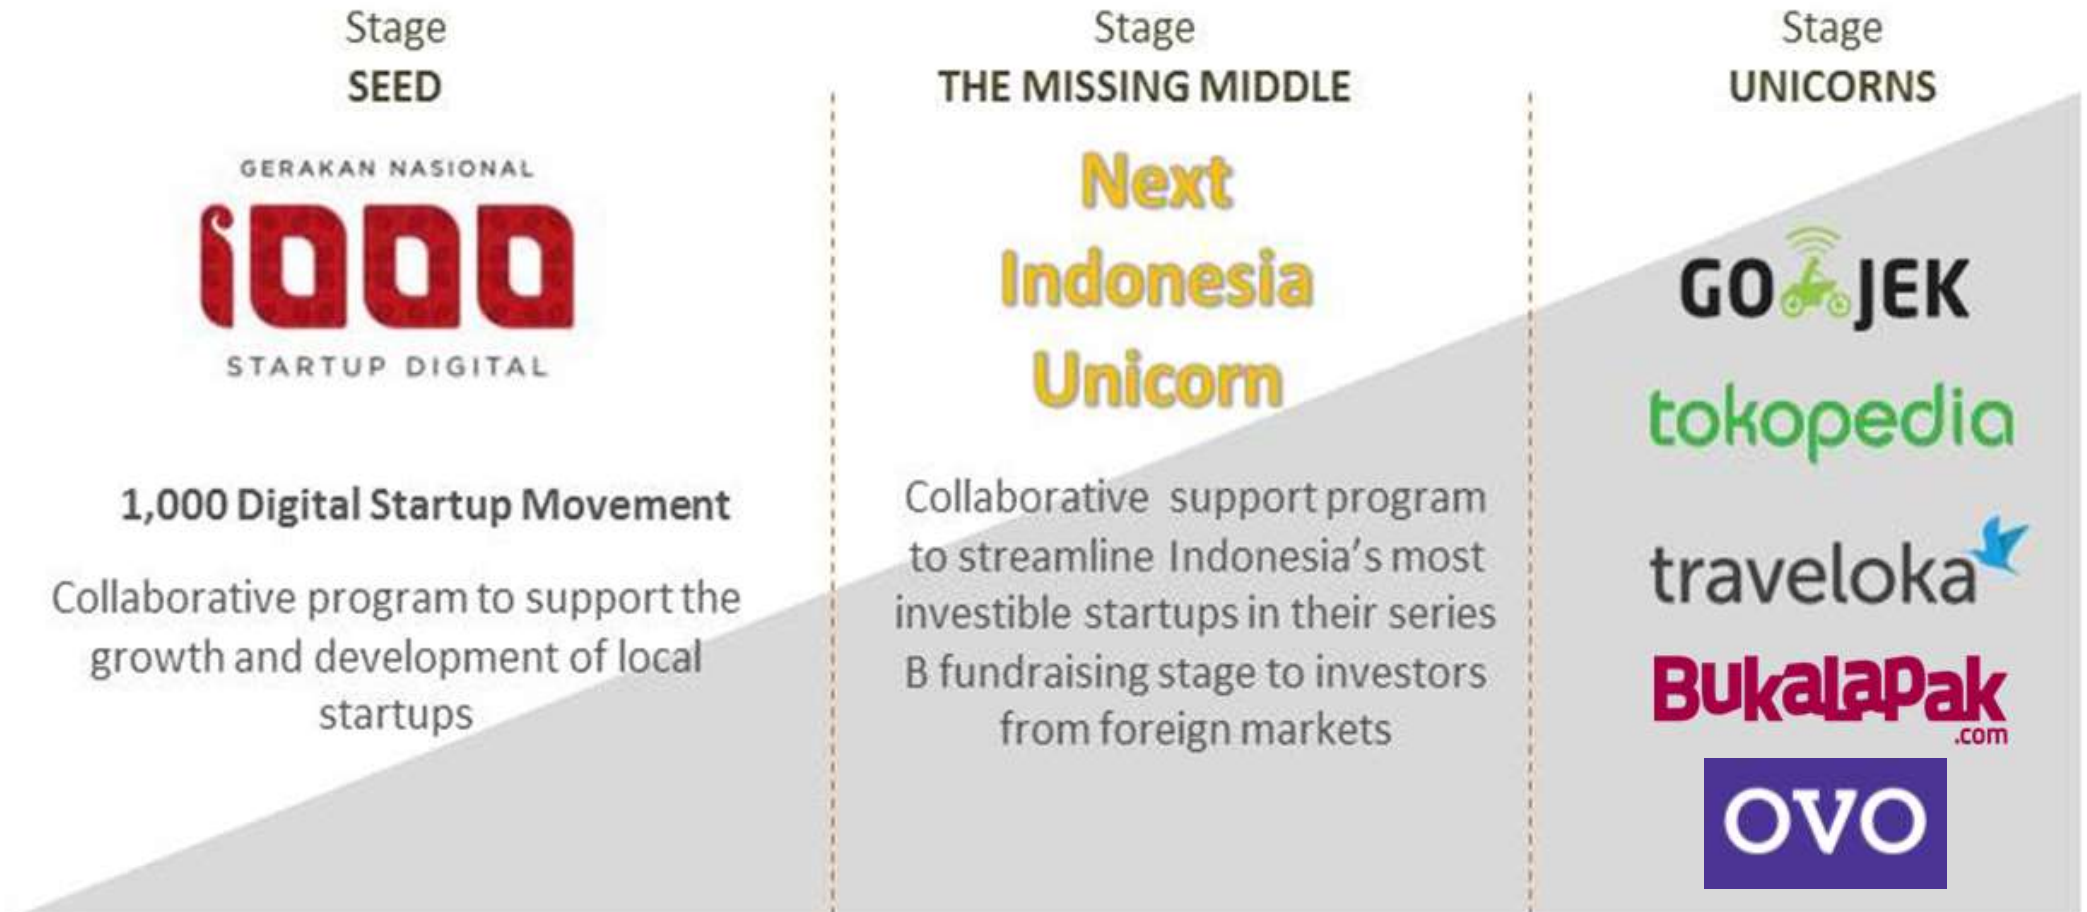 Stage
SEED
GERAKAN NASIONAL
1000
STARTUP DIGITAL
1,000 Digital Startup Movement
Collaborative program to support the
growth and development of local
startups
Stage
THE MISSING MIDDLE
Next
Indonesia
Unicorn
Collaborative support program
to streamline Indonesia's most
investible startups in their series
B fundraising stage to investors
from foreign markets
Stage
UNICORNS
GO JEK
tokopedia
traveloka
BukalaPak
.com
OVO